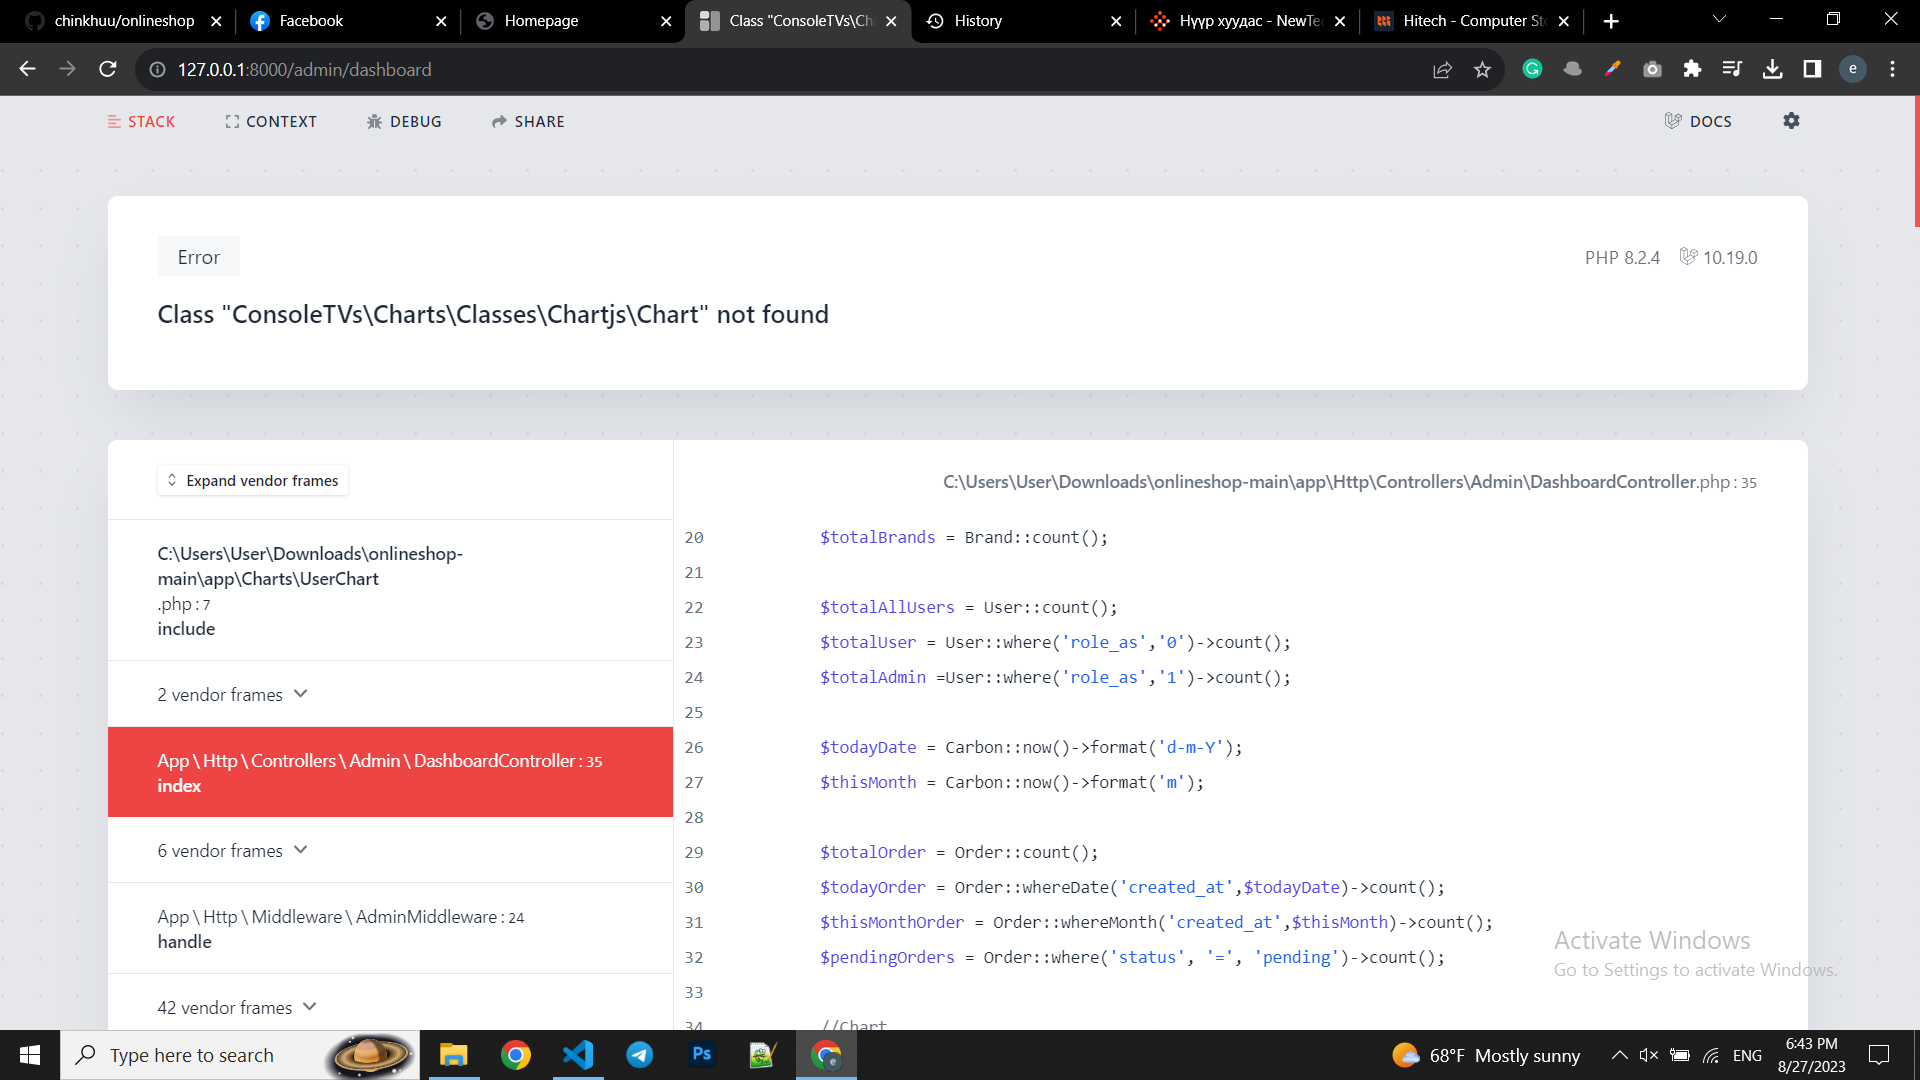 chinkhuu/onlineshop
Facebook
Homepage
Class "ConsoleTVs\Ch
History
Нүүр хуудас - NewTe
Hitech - Computer St
127.0.0.1:8000/admin/dashboard
e
STACK
CONTEXT
DEBUG
SHARE
DOCS
Error
PHP 8.2.4
10.19.0
Class "ConsoleTVs\Charts\Classes\Chartjs\Chart" not found
Expand vendor frames
C:\Users\User\Downloads\onlineshop-
main\app\Charts\UserChart
.php : 7
include
2 vendor frames
App \ Http \ Controllers \ Admin \ DashboardController : 35
index
6 vendor frames
App \ Http \ Middleware \ AdminMiddleware : 24
handle
42 vendor frames
C:\Users\User\Downloads\onlineshop-main\app\Http\Controllers\Admin\DashboardController.php : 35
20 $totalBrands = Brand::count();
21
22 $totalAllUsers = User::count();
23 $totalUser = User::where('role_as','0')->count();
24 $totalAdmin =User::where('role_as','1')->count();
25
26 $todayDate = Carbon::now()->format('d-m-Y');
27 $thisMonth = Carbon::now()->format('m');
28
29 $totalOrder = Order::count();
30 $todayOrder = Order::whereDate('created_at',$todayDate)->count();
31 $thisMonthOrder = Order::whereMonth('created_at',$thisMonth)->count();
32 $pendingOrders = Order::where('status', '=', 'pending')->count();
33
34 //Chart
Activate Windows
Go to Settings to activate Windows.
Type here to search
Ps
e
68°F Mostly sunny
ENG
6:43 PM
8/27/2023